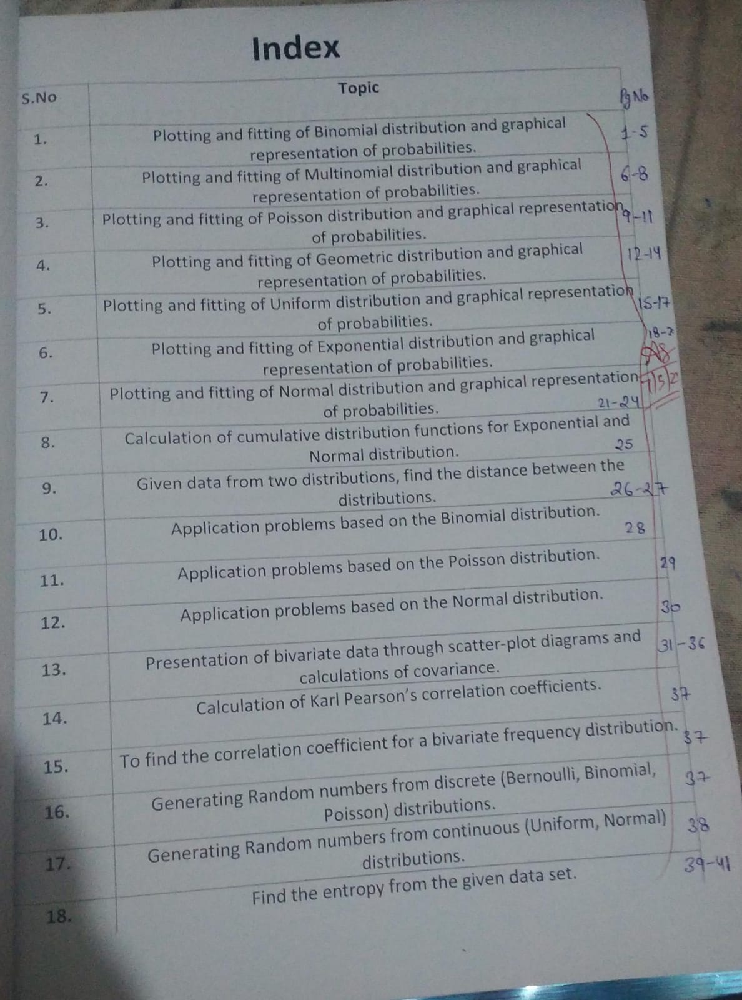 Index
S.No Topic Pg No
1. Plotting and fitting of Binomial distribution and graphical 1-5
representation of probabilities.
2. Plotting and fitting of Multinomial distribution and graphical 6-8
representation of probabilities.
3. Plotting and fitting of Poisson distribution and graphical representation 9-11
of probabilities.
4. Plotting and fitting of Geometric distribution and graphical 12-14
representation of probabilities.
5. Plotting and fitting of Uniform distribution and graphical representation 15-17
of probabilities.
6. Plotting and fitting of Exponential distribution and graphical 18-2
representation of probabilities.
7. Plotting and fitting of Normal distribution and graphical representation
of probabilities. 21-24
8. Calculation of cumulative distribution functions for Exponential and
Normal distribution. 25
9. Given data from two distributions, find the distance between the
distributions. 26-27
10. Application problems based on the Binomial distribution. 28
11. Application problems based on the Poisson distribution. 29
12. Application problems based on the Normal distribution. 30
13. Presentation of bivariate data through scatter-plot diagrams and 31-36
calculations of covariance.
14. Calculation of Karl Pearson's correlation coefficients. 37
15. To find the correlation coefficient for a bivariate frequency distribution. 37
16. Generating Random numbers from discrete (Bernoulli, Binomial, 37
Poisson) distributions.
17. Generating Random numbers from continuous (Uniform, Normal) 38
distributions.
18. Find the entropy from the given data set. 39-41